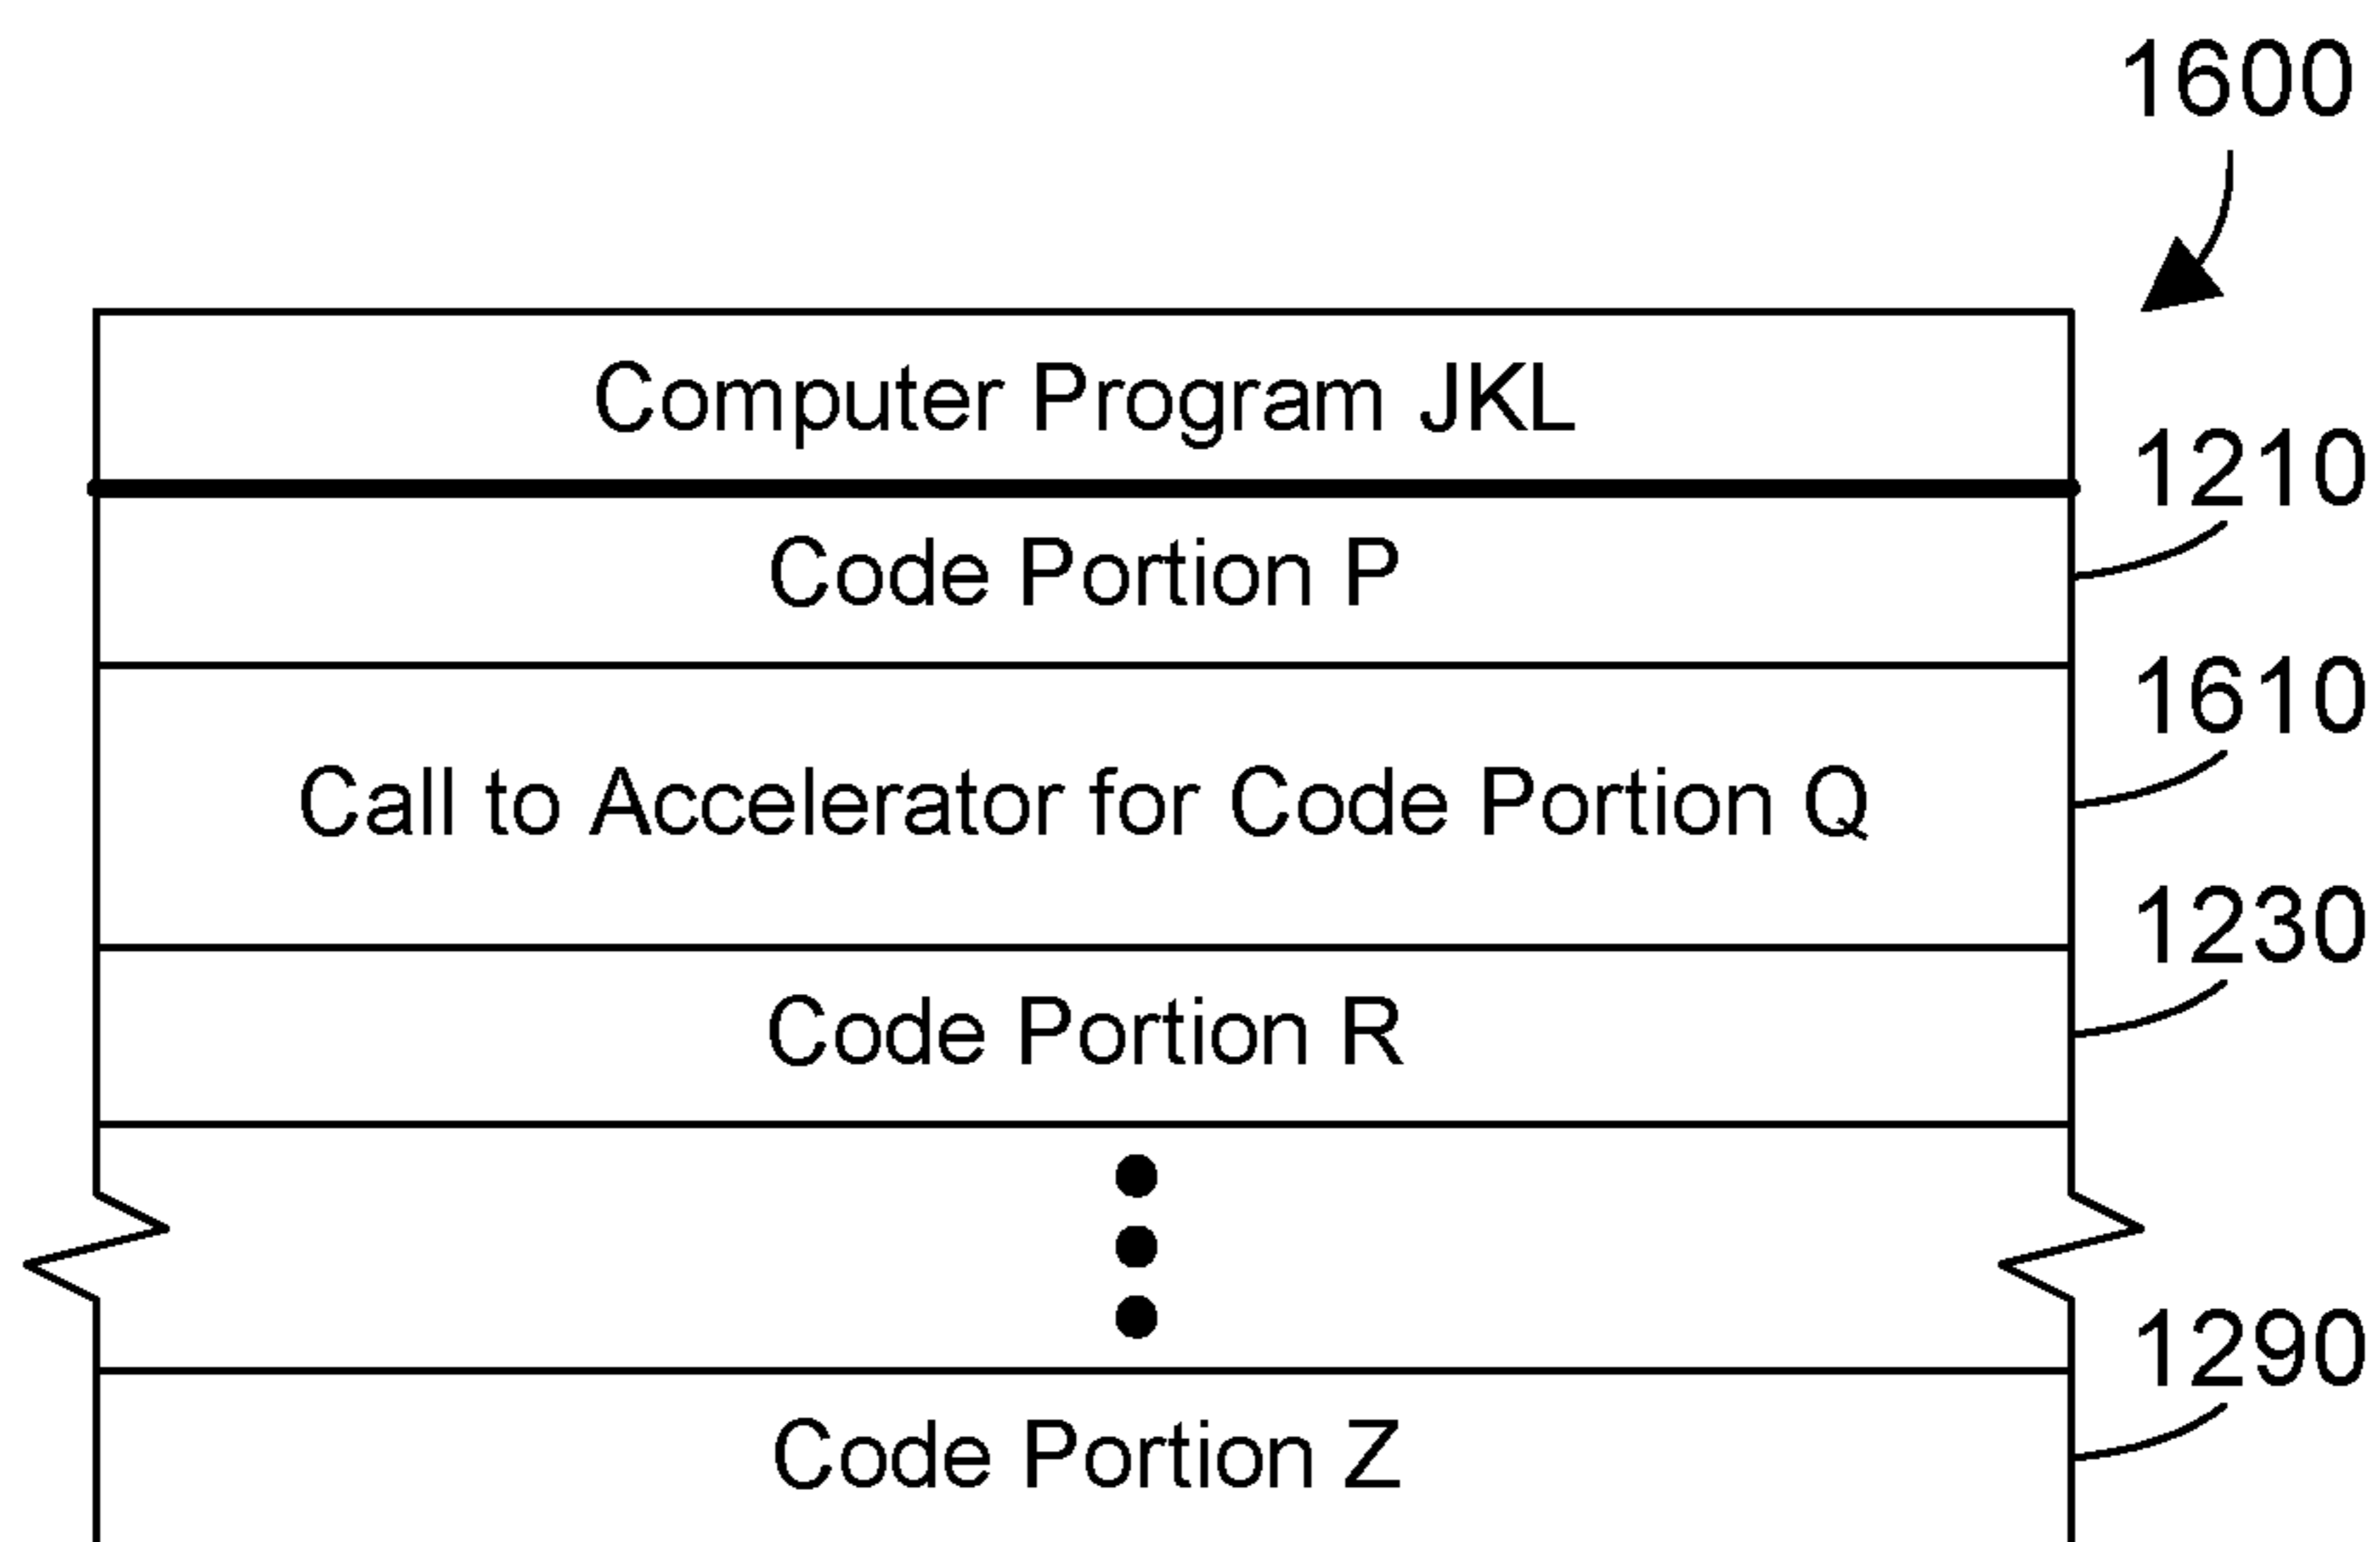 1600
Computer Program JKL
1210
Code Portion P
1610
Call to Accelerator for Code Portion Q
1230
Code Portion R
1290
Code Portion Z